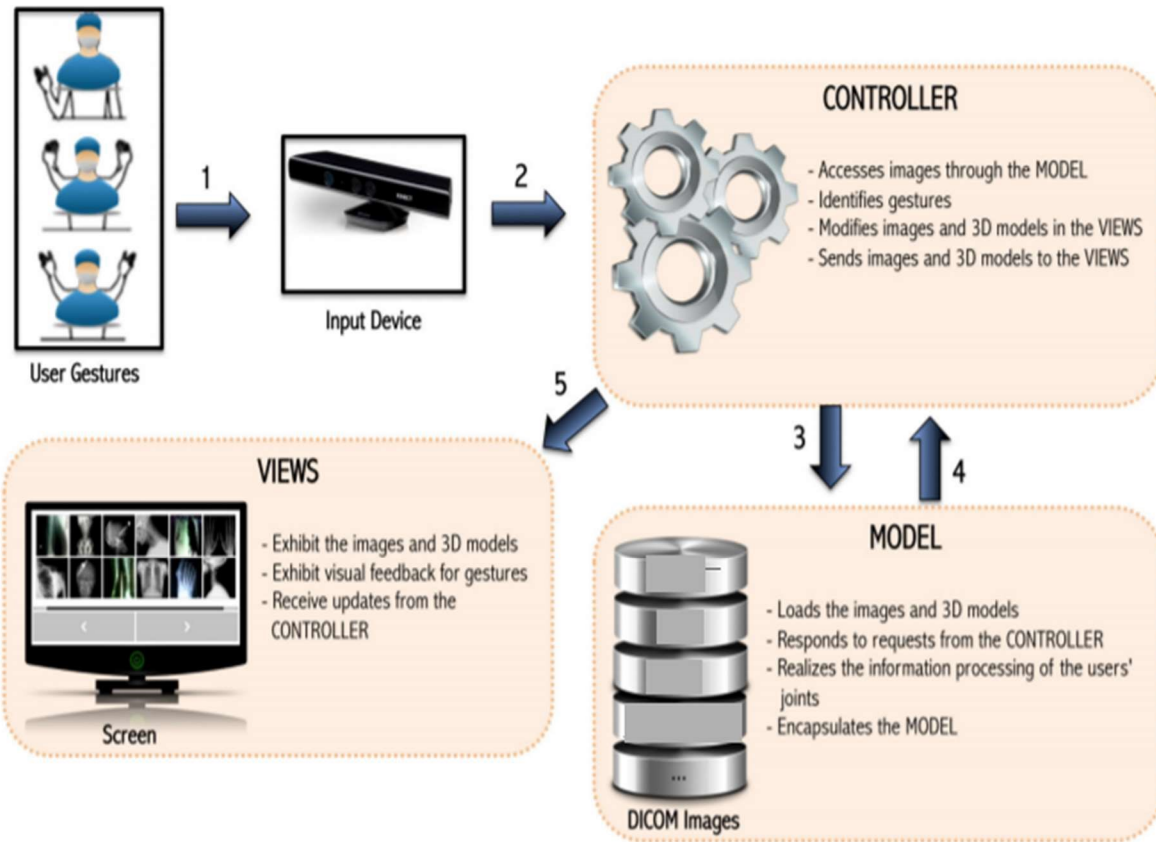 User Gestures
1
Input Device
2
CONTROLLER
- Accesses images through the MODEL
- Identifies gestures
- Modifies images and 3D models in the VIEWS
- Sends images and 3D models to the VIEWS
5
3
4
VIEWS
- Exhibit the images and 3D models
- Exhibit visual feedback for gestures
- Receive updates from the
CONTROLLER
Screen
MODEL
- Loads the images and 3D models
- Responds to requests from the CONTROLLER
- Realizes the information processing of the users'
joints
- Encapsulates the MODEL
...
DICOM Images